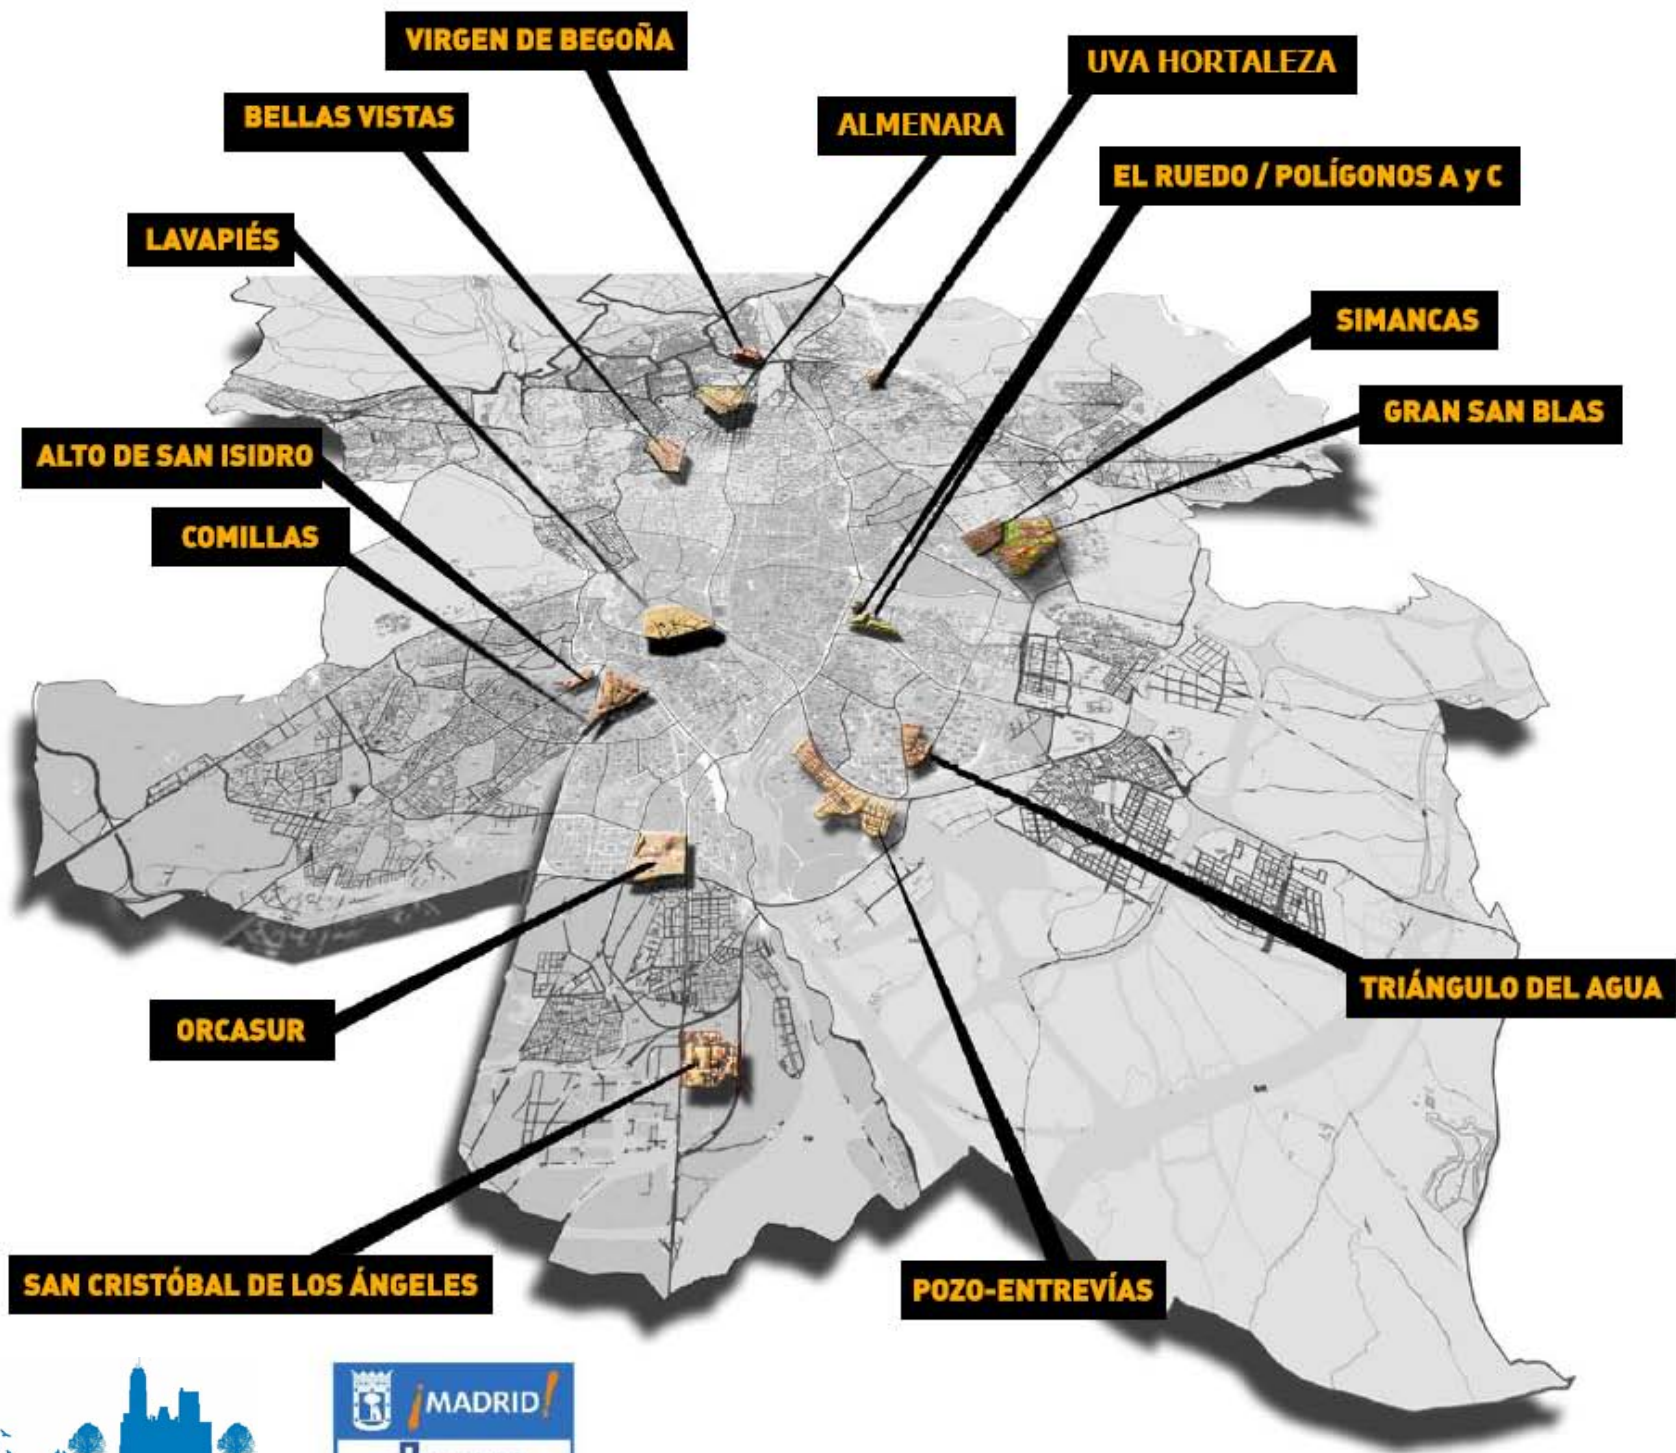 VIRGEN DE BEGOÑA
UVA HORTALEZA
BELLAS VISTAS
ALMENARA
EL RUEDO / POLÍGONOS A y C
LAVAPIÉS
SIMANCAS
GRAN SAN BLAS
ALTO DE SAN ISIDRO
COMILLAS
TRIÁNGULO DEL AGUA
ORCASUR
SAN CRISTÓBAL DE LOS ÁNGELES
POZO-ENTREVÍAS
¡MADRID!